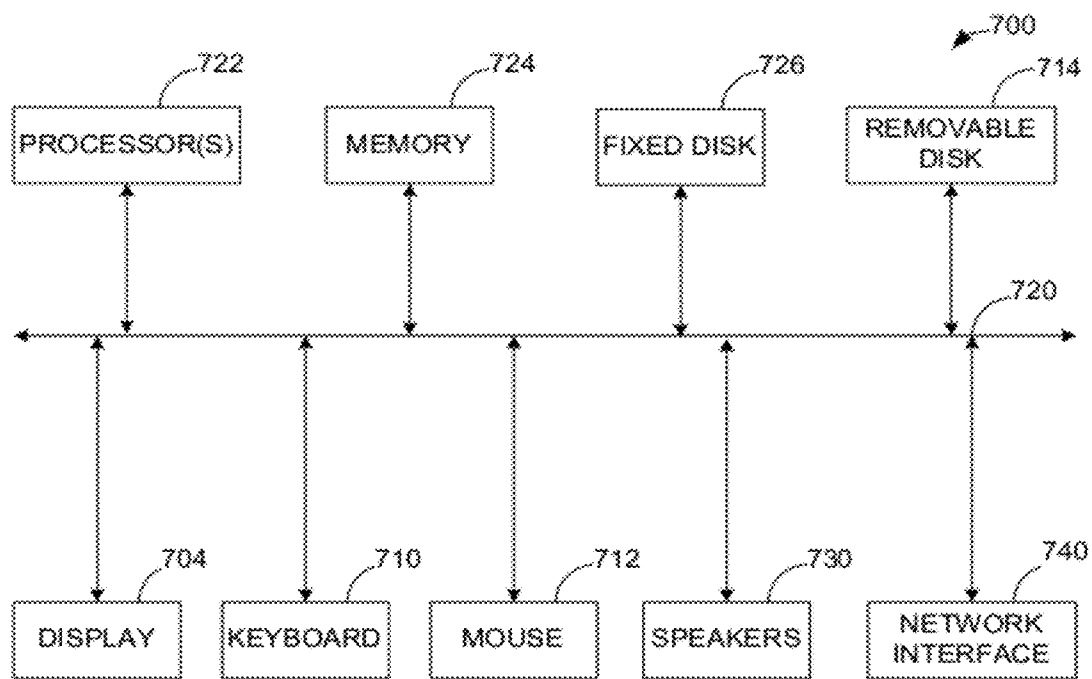 700
722
724
726
714
PROCESSOR(S)
MEMORY
FIXED DISK
REMOVABLE
DISK
720
704
710
712
730
740
DISPLAY
KEYBOARD
MOUSE
SPEAKERS
NETWORK
INTERFACE